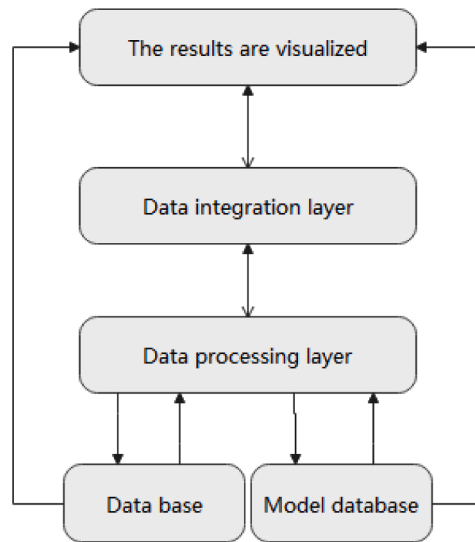 The results are visualized
Data integration layer
Data processing layer
Data base
Model database